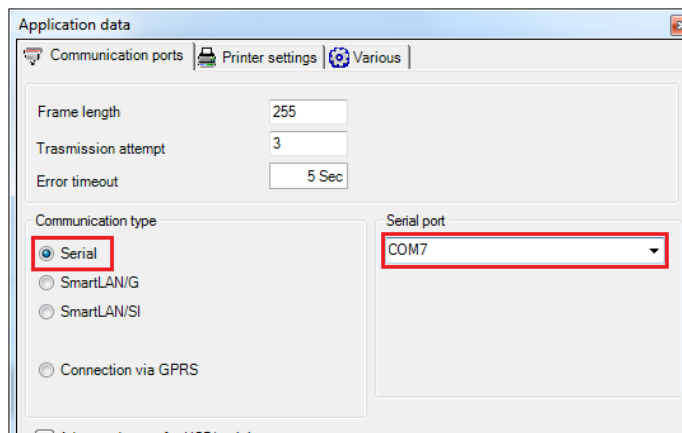 Application data
Communication ports
Printer settings
Various
Frame length
255
Trasmission attempt
3
Error timeout
5 Sec
Communication type
Serial port
Serial
COM7
SmartLAN/G
SmartLAN/SI
Connection via GPRS